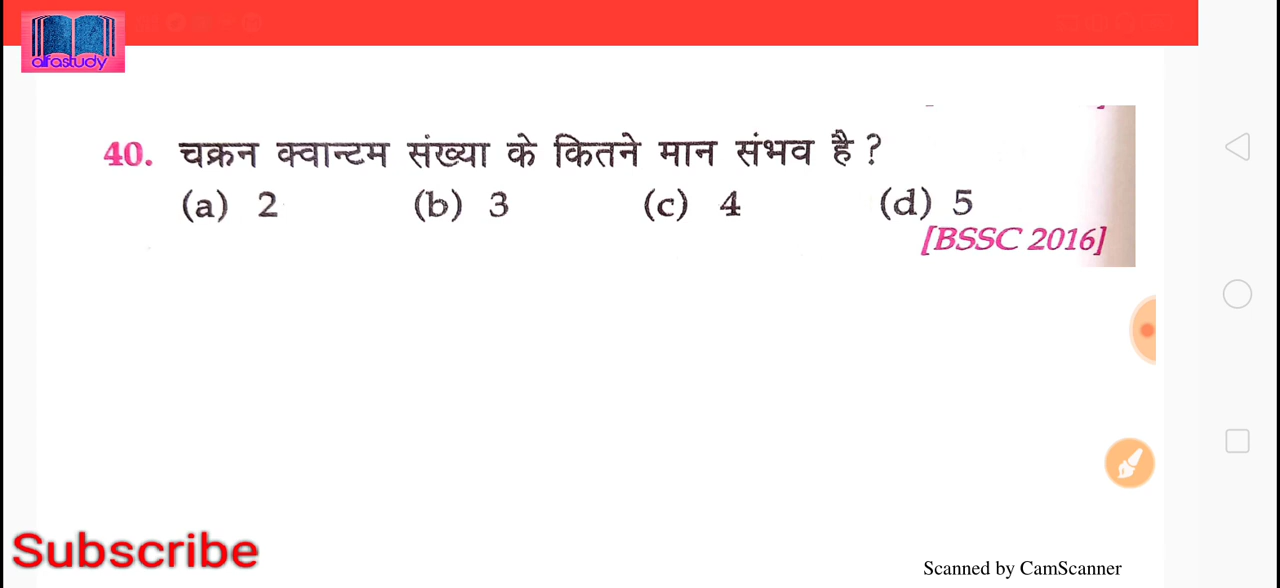 alfastudy
40. चक्रन क्वान्टम संख्या के कितने मान संभव है ?
(a) 2 (b) 3 (c) 4 (d) 5
[BSSC 2016]
Subscribe
Scanned by CamScanner